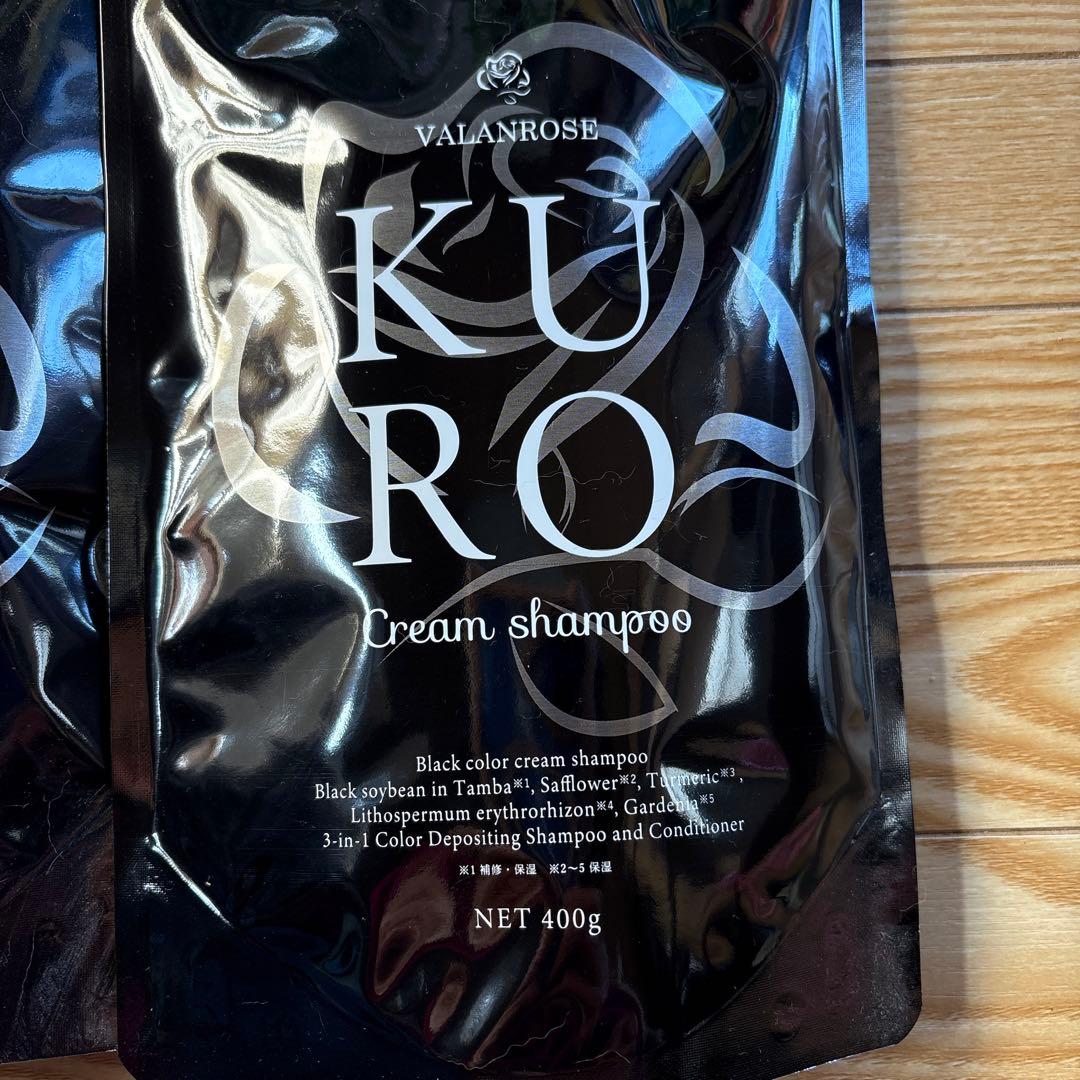 VALANROSE
KU
RO
Cream shampoo
Black color cream shampoo
Black soybean in Tamba※1, Safflower※2, Turmeric※3,
Lithospermum erythrorhizon※4, Gardenia※5
3-in-1 Color Depositing Shampoo and Conditioner
※1 補修・保湿 ※2〜5 保湿
NET 400g